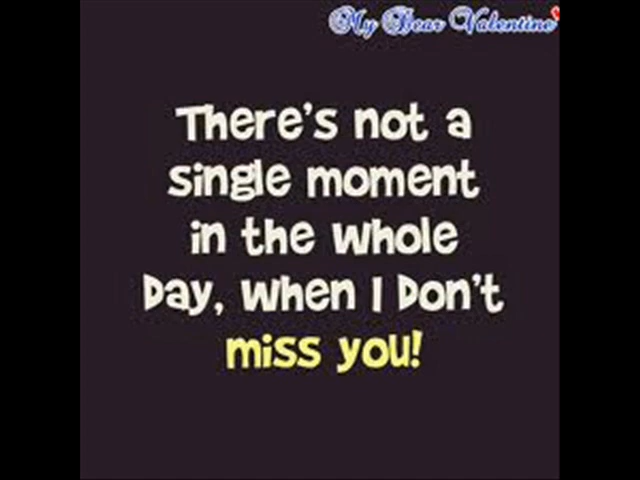 My Dear Valentine
There's not a
single moment
in the whole
Day, when I Don't
miss you!